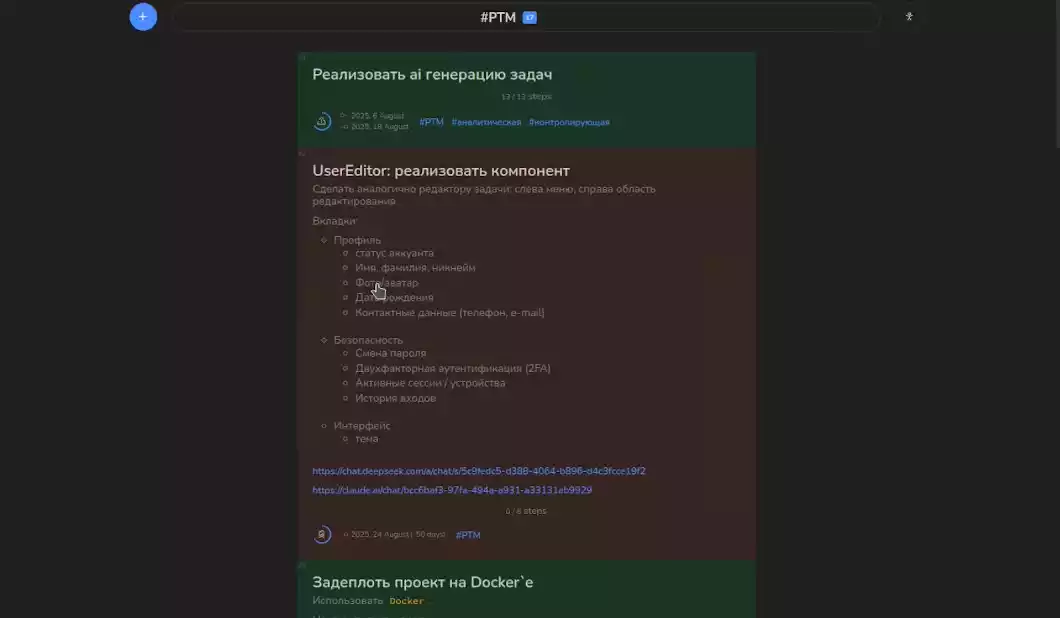 +
#PTM 17
Реализовать ai генерацию задач
13 / 13 steps
2025, 6 August
2025, 18 August
#PTM #аналитическая #контролирующая
UserEditor: реализовать компонент
Сделать аналогично редактору задачи: слева меню, справа область
редактирования
Вкладки:
Профиль
статус аккуанта
Имя, фамилия, никнейм
Фото/аватар
Дата рождения
Контактные данные (телефон, e-mail)
Безопасность
Смена пароля
Двухфакторная аутентификация (2FA)
Активные сессии / устройства
История входов
Интерфейс
тема
https://chat.deepseek.com/a/chat/s/5c9fedc5-d388-4064-b896-d4c3fcce19f2
https://claude.ai/chat/bcc6baf3-97fa-494a-a931-a33131ab9929
0 / 6 steps
2025, 24 August ( 50 days)
#PTM
Задеплоть проект на Docker`e
Использовать Docker